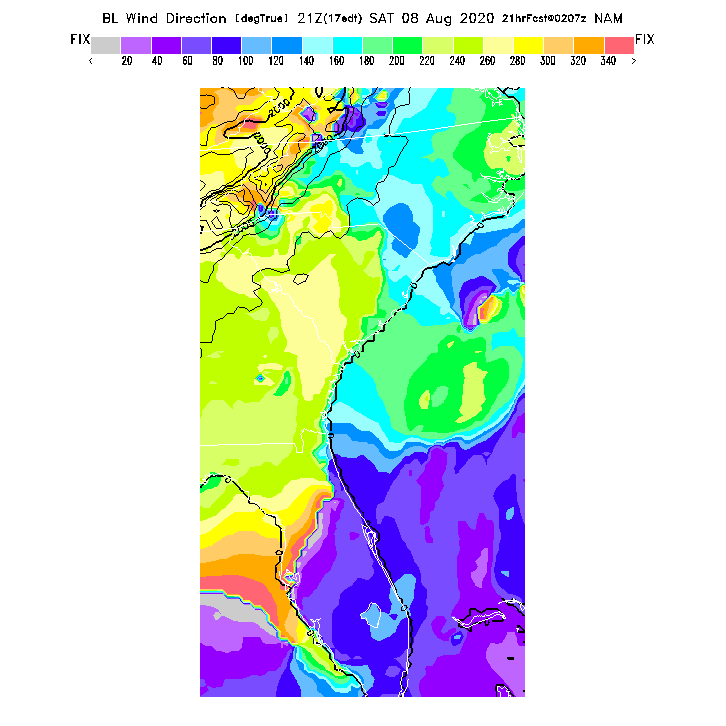 BL Wind Direction [degTrue] 21Z(17edt) SAT 08 Aug 2020 21hrFcst@0207z NAM
FIX FIX
< 20 40 60 80 100 120 140 160 180 200 220 240 260 280 300 320 340 >
2000